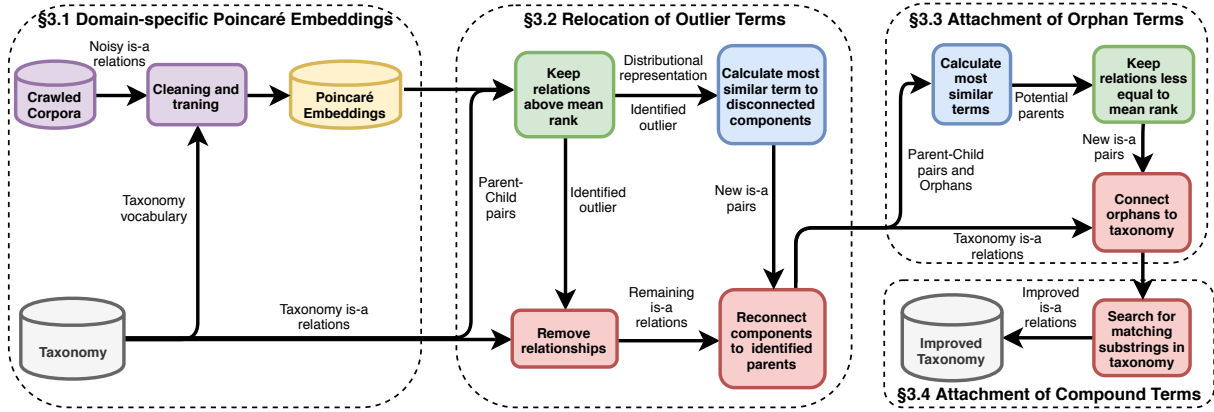 §3.1 Domain-specific Poincaré Embeddings
Noisy is-a
relations
Crawled
Corpora
Cleaning and
traning
Poincaré
Embeddings
Taxonomy
vocabulary
Taxonomy
Taxonomy is-a
relations
§3.2 Relocation of Outlier Terms
Keep
relations
above mean
rank
Distributional
representation
Identified
outlier
Calculate most
similar term to
disconnected
components
Parent-
Child
pairs
Identified
outlier
New is-a
pairs
Remove
relationships
Remaining
is-a
relations
Reconnect
components
to identified
parents
§3.3 Attachment of Orphan Terms
Calculate
most
similar
terms
Potential
parents
Keep
relations less
equal to
mean rank
Parent-Child
pairs and
Orphans
New is-a
pairs
Connect
orphans to
taxonomy
Taxonomy is-a
relations
Improved
Taxonomy
Improved
is-a
relations
Search for
matching
substrings in
taxonomy
§3.4 Attachment of Compound Terms